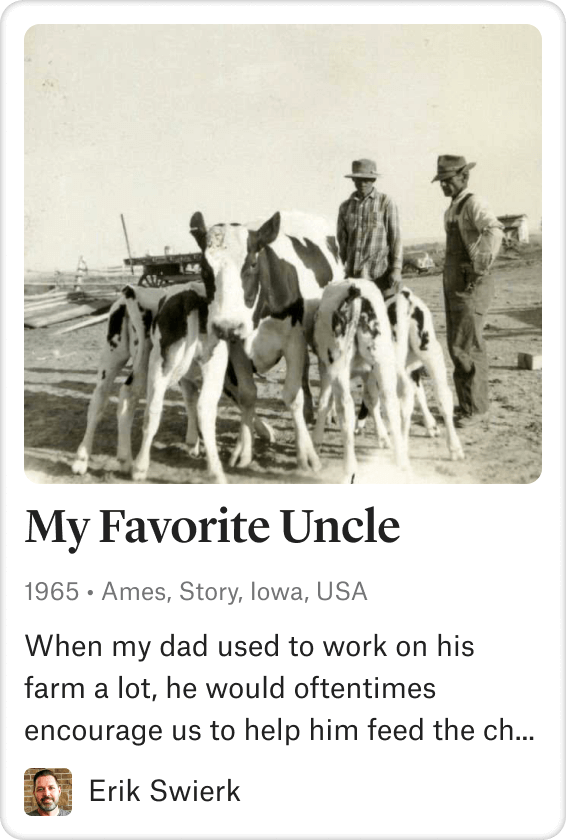 My Favorite Uncle
1965 • Ames, Story, Iowa, USA
When my dad used to work on his
farm a lot, he would oftentimes
encourage us to help him feed the ch...
Erik Swierk